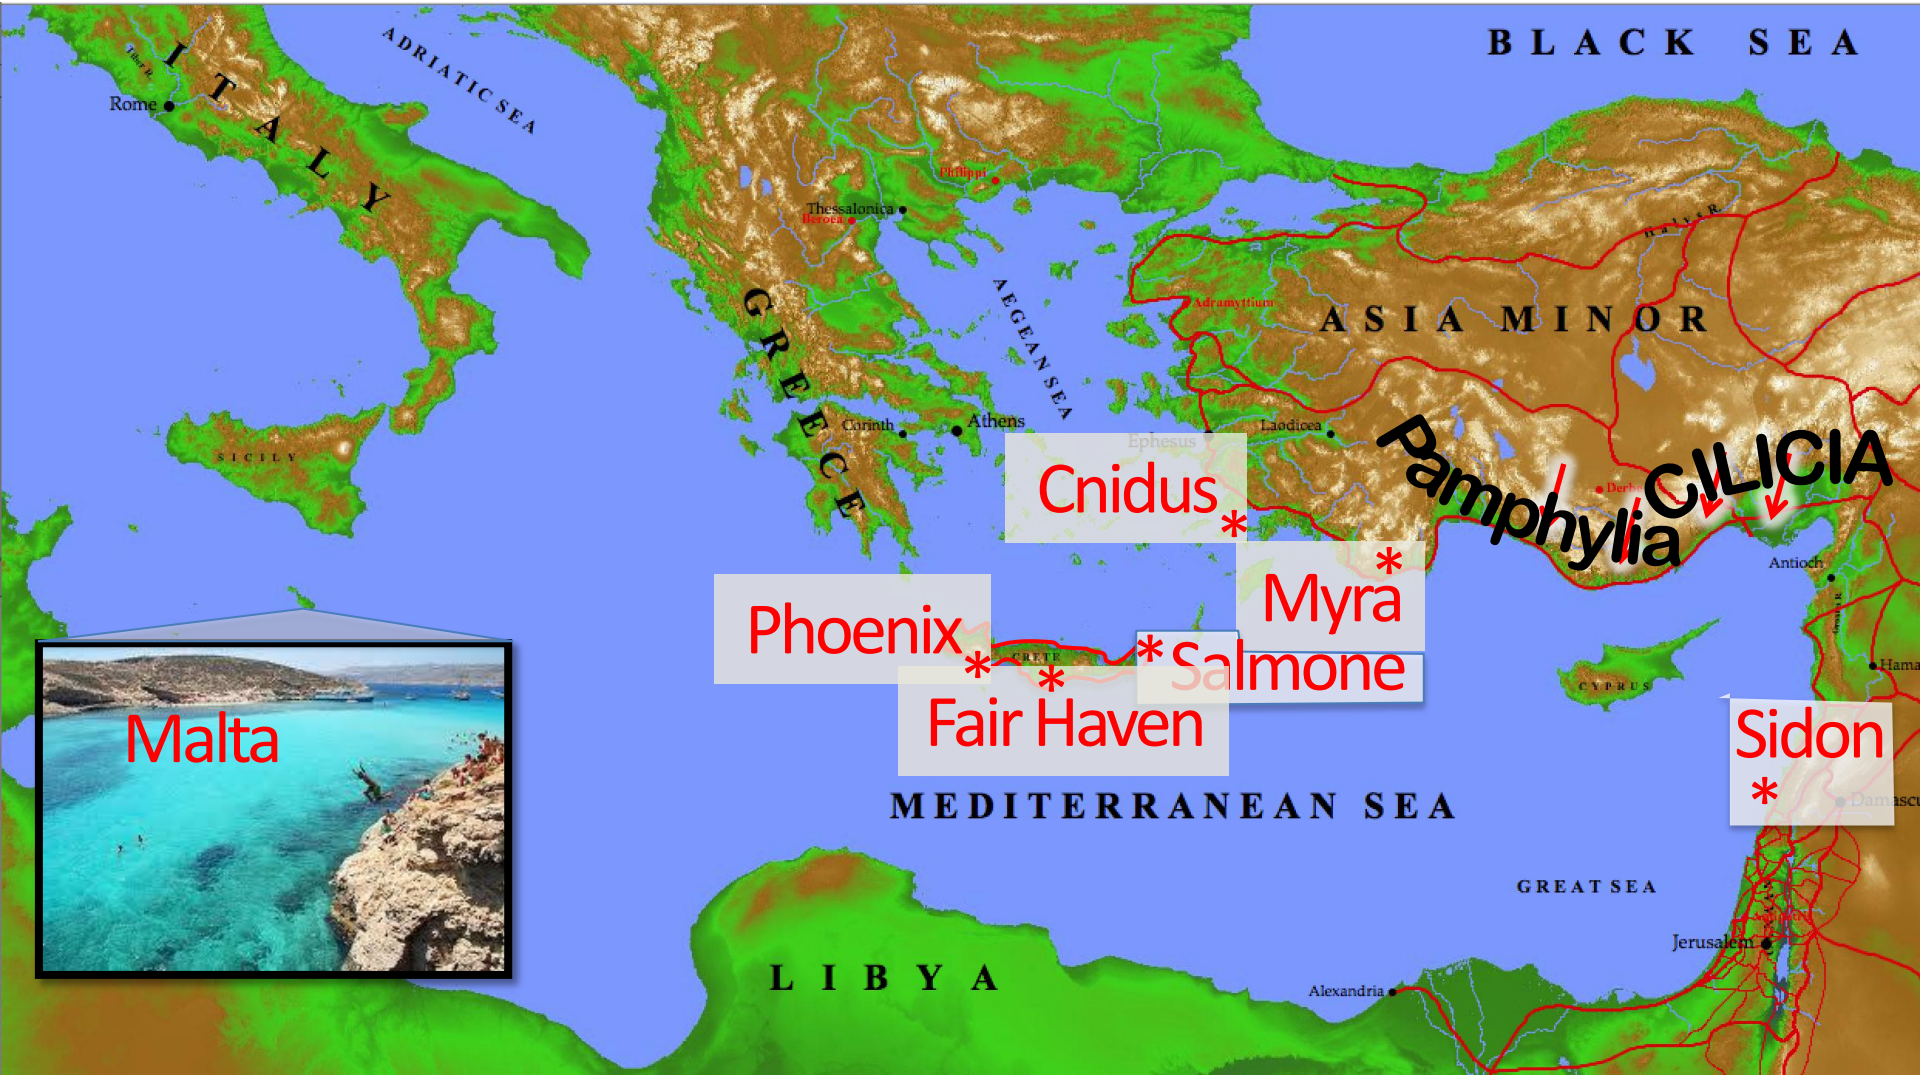 BLACK SEA
ADRIATIC SEA
ITALY
Tiber R.
Rome
Philippi
Thessalonica
Beroea
Halys R.
GREECE
AEGEAN SEA
Adramyttium
ASIA MINOR
Corinth
Athens
Ephesus
Laodicea
SICILY
Pamphylia
CILICIA
Cnidus
*
Antioch
Myra
*
Phoenix
*
CRETE
*
Salmone
*
Fair Haven
CYPRUS
Hama
Sidon
*
Malta
MEDITERRANEAN SEA
GREAT SEA
Jerusalem
LIBYA
Alexandria